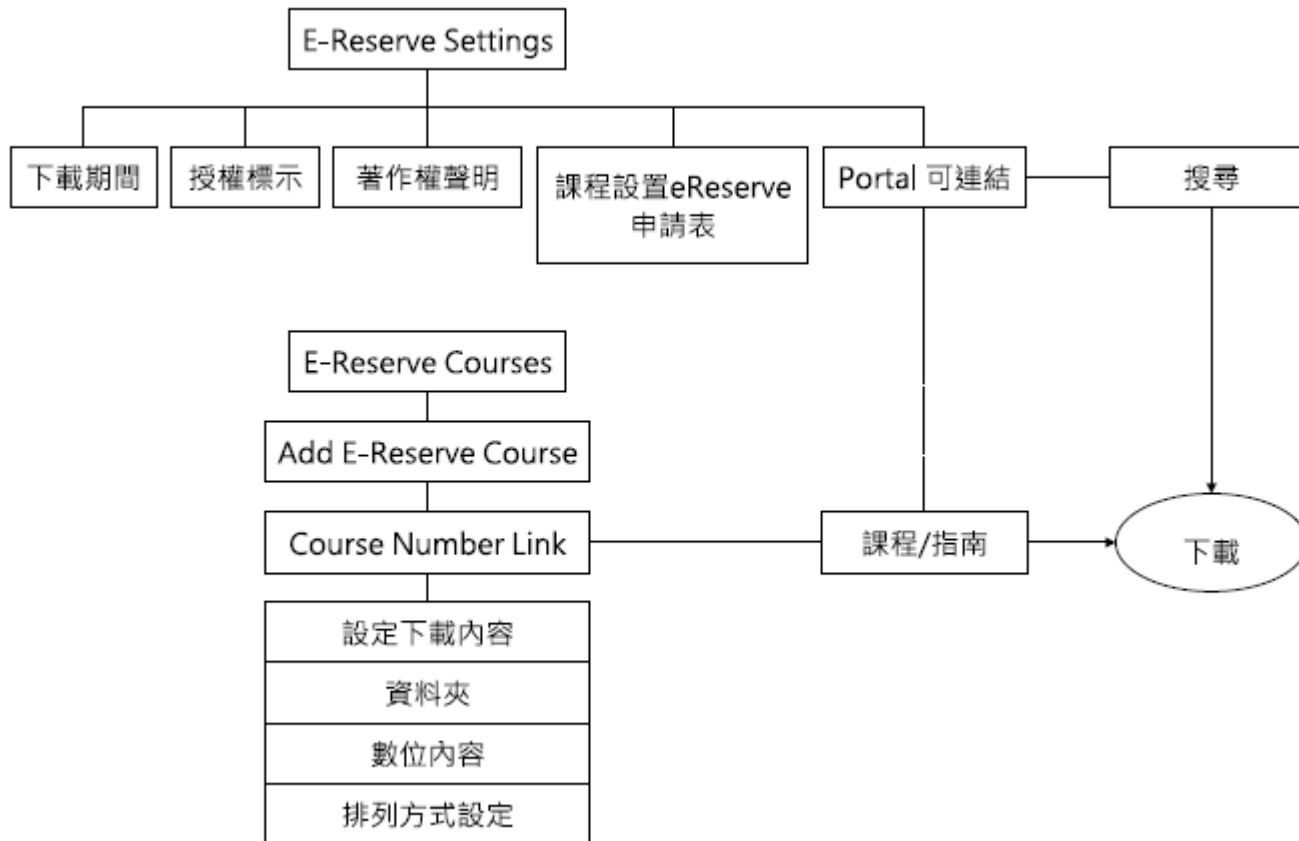 E-Reserve Settings
下載期間
授權標示
著作權聲明
課程設置eReserve
申請表
Portal 可連結
搜尋
E-Reserve Courses
Add E-Reserve Course
Course Number Link
課程/指南
下載
設定下載內容
資料夾
數位內容
排列方式設定